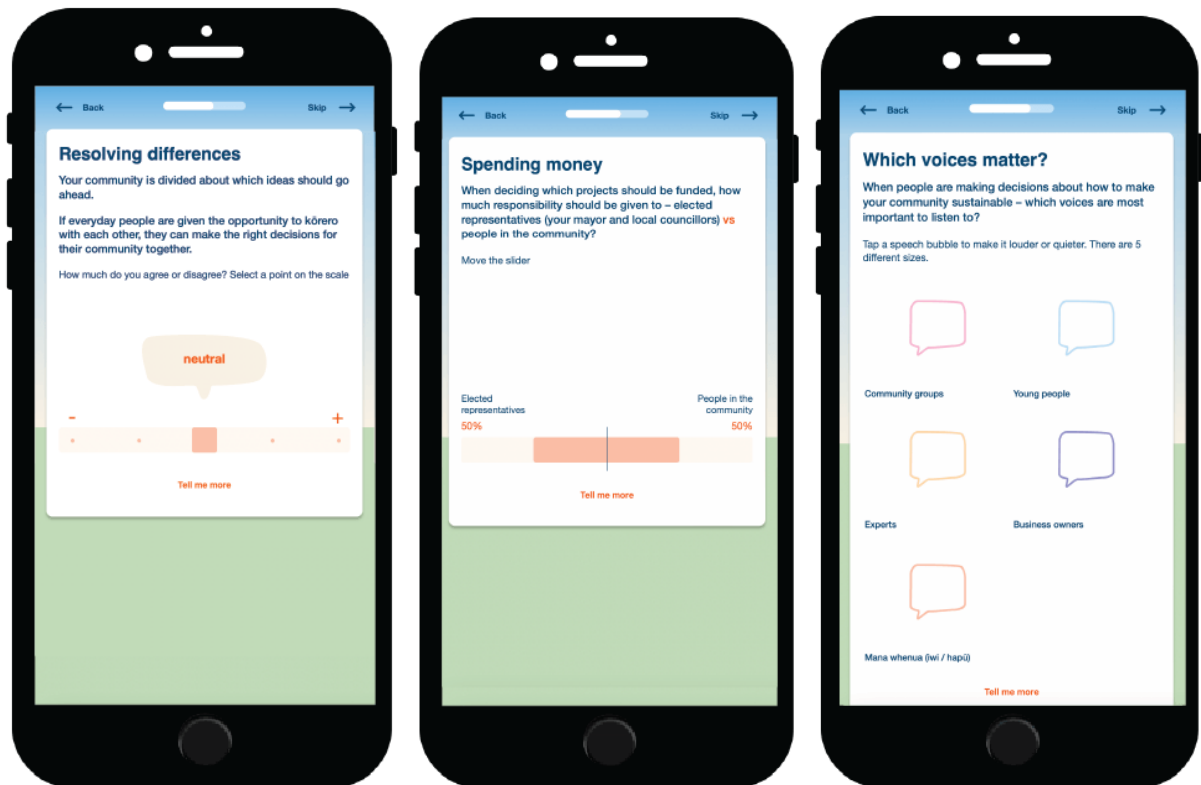 Back
Skip
Resolving differences
Your community is divided about which ideas should go
ahead.
If everyday people are given the opportunity to kōrero
with each other, they can make the right decisions for
their community together.
How much do you agree or disagree? Select a point on the scale
neutral
-
+
Tell me more
Back
Skip
Spending money
When deciding which projects should be funded, how
much responsibility should be given to – elected
representatives (your mayor and local councillors) vs
people in the community?
Move the slider
Elected
representatives
50%
People in the
community
50%
Tell me more
Back
Skip
Which voices matter?
When people are making decisions about how to make
your community sustainable – which voices are most
important to listen to?
Tap a speech bubble to make it louder or quieter. There are 5
different sizes.
Community groups
Young people
Experts
Business owners
Mana whenua (iwi / hapū)
Tell me more